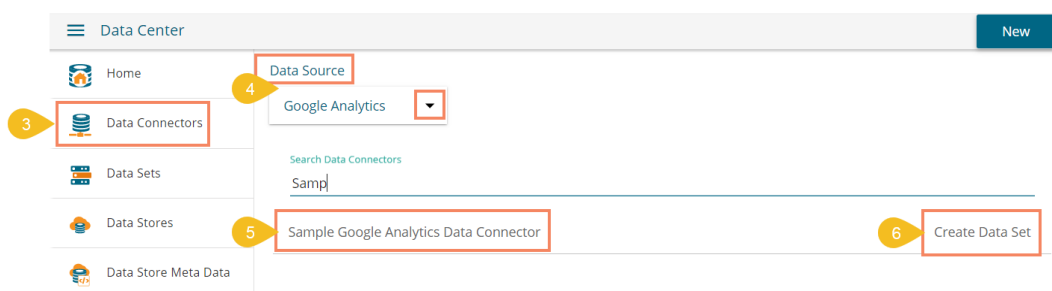 Data Center
New
Home
Data Source
4
Google Analytics
3
Data Connectors
Search Data Connectors
Samp
Data Sets
Data Stores
5
Sample Google Analytics Data Connector
6
Create Data Set
Data Store Meta Data